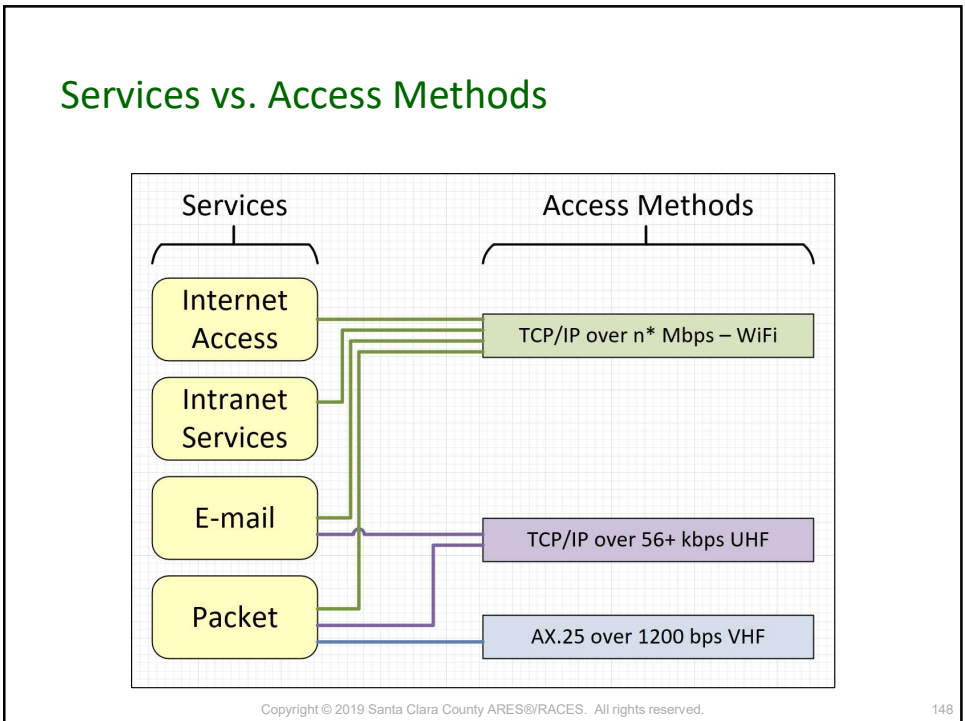 Services vs. Access Methods
Services
Access Methods
Internet
Access
Intranet
Services
E-mail
Packet
TCP/IP over n* Mbps – WiFi
TCP/IP over 56+ kbps UHF
AX.25 over 1200 bps VHF
Copyright © 2019 Santa Clara County ARES®/RACES. All rights reserved.
148